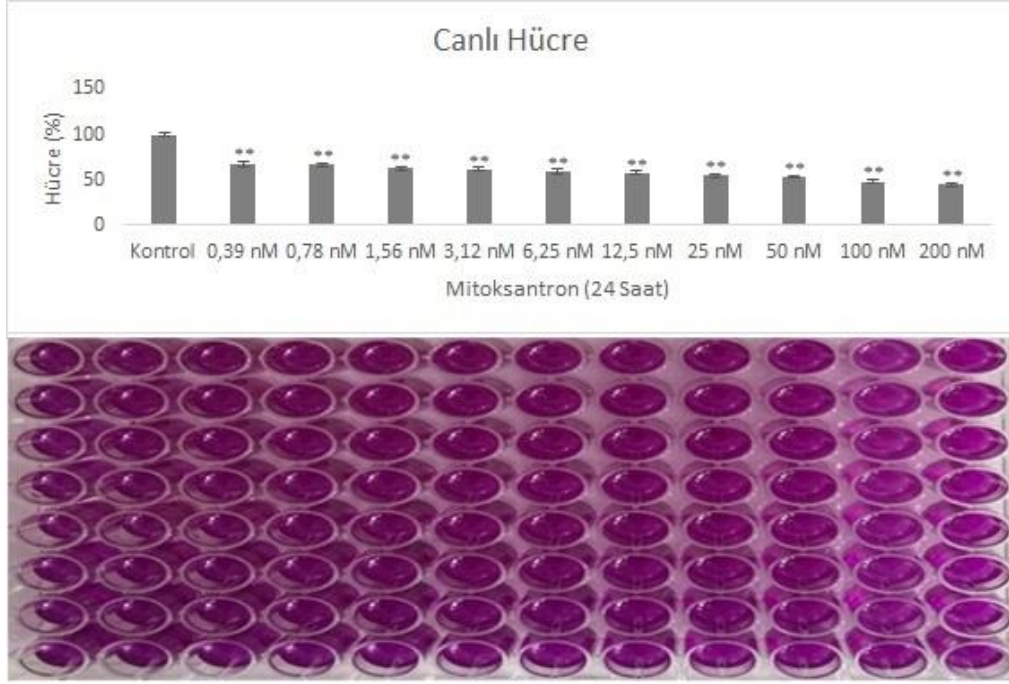 Canlı Hücre
150
100
50
0
Hücre (%)
** ** ** ** ** ** ** ** ** **
Kontrol 0,39 nM 0,78 nM 1,56 nM 3,12 nM 6,25 nM 12,5 nM 25 nM 50 nM 100 nM 200 nM
Mitoksantron (24 Saat)